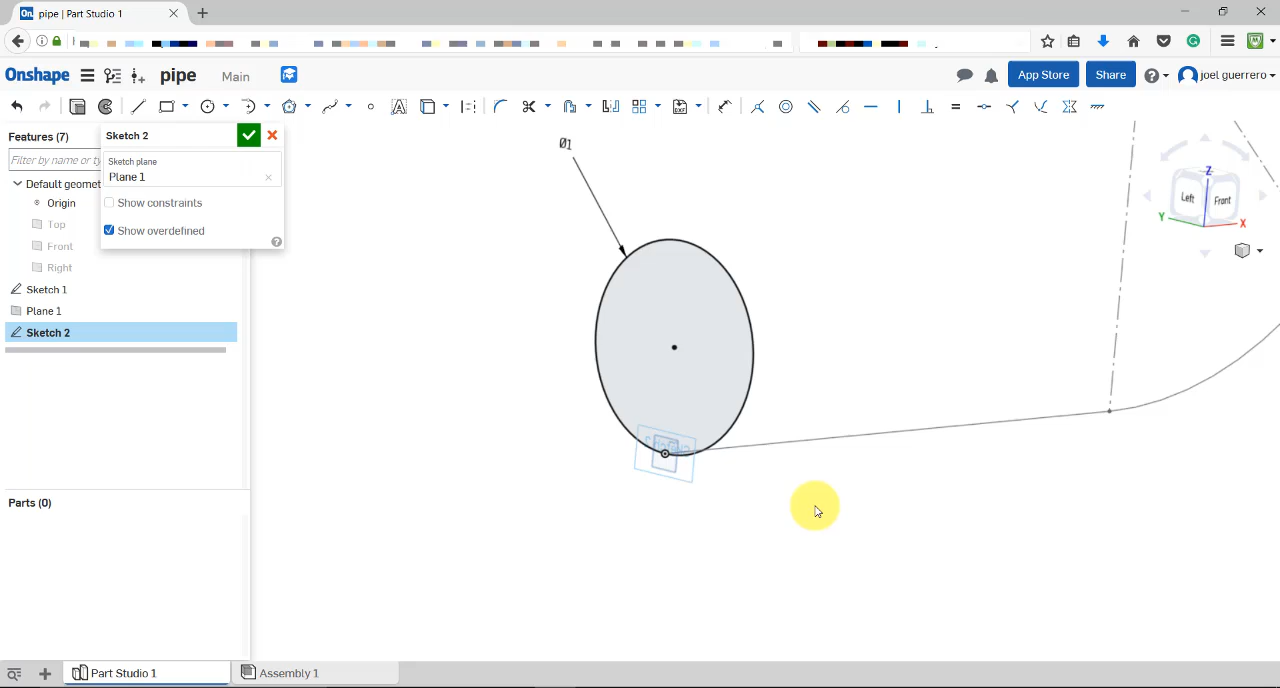 On pipe | Part Studio 1
Onshape
pipe
Main
App Store
Share
joel guerrero
Features (7)
Filter by name or ty
Default geomet
Origin
Top
Front
Right
Sketch 1
Plane 1
Sketch 2
Sketch 2
Sketch plane
Plane 1
Show constraints
Show overdefined
Ø1
Z
Left
Front
Y
X
Parts (0)
Part Studio 1
Assembly 1